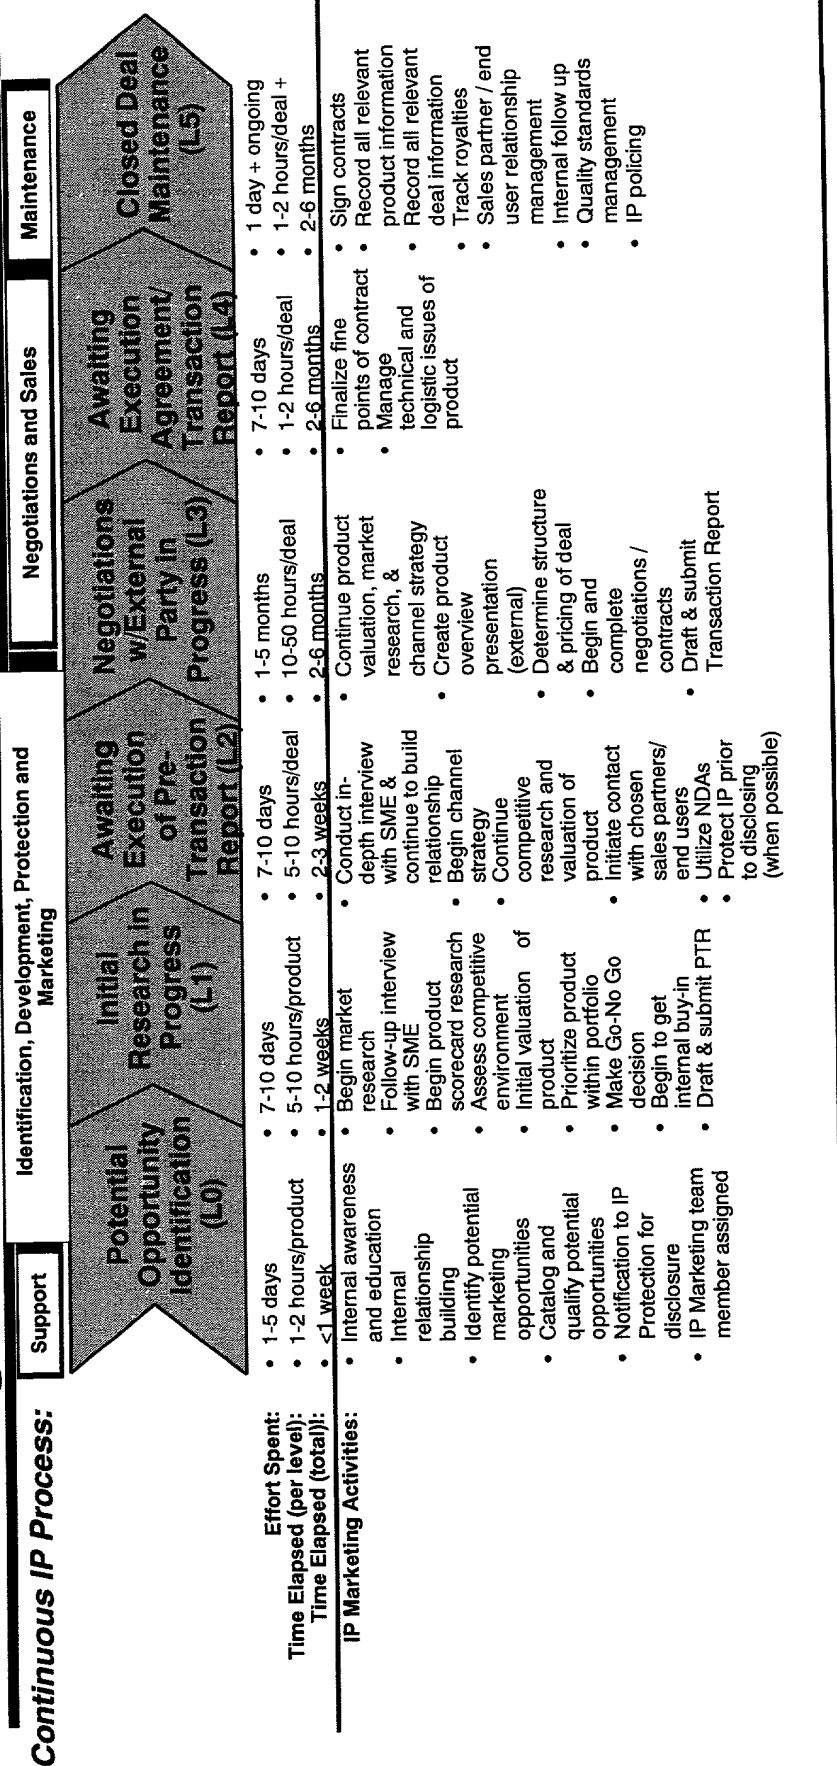 Continuous IP Process:
Support
Identification, Development, Protection and
Marketing
Negotiations and Sales
Maintenance
Potential
Opportunity
Identification
(L0)
Initial
Research In
Progress
(L1)
Awaiting
Execution
of Pre-
Transaction
Report (L2)
Negotiations
w/External
Party In
Progress (L3)
Awaiting
Execution
Agreement/
Transaction
Report (L4)
Closed Deal
Maintenance
(L5)
Effort Spent:
Time Elapsed (per level):
Time Elapsed (total)!:
• 1-5 days
• 1-2 hours/product
• <1 week
• 7-10 days
• 5-10 hours/product
• 1-2 weeks
• 7-10 days
• 5-10 hours/deal
• 2-3 weeks
• 1-5 months
• 10-50 hours/deal
• 2-6 months
• 7-10 days
• 1-2 hours/deal
• 2-6 months
• 1 day + ongoing
• 1-2 hours/deal +
• 2-6 months
IP Marketing Activities:
• Internal awareness
and education
• Internal
relationship
building
• Identify potential
marketing
opportunities
• Catalog and
qualify potential
opportunities
• Notification to IP
Protection for
disclosure
• IP Marketing team
member assigned
• Begin market
research
• Follow-up interview
with SME
• Begin product
scorecard research
• Assess competitive
environment
• Initial valuation of
product
• Prioritize product
within portfolio
• Make Go-No Go
decision
• Begin to get
internal buy-in
• Draft & submit PTR
• Conduct in-
depth interview
with SME &
continue to build
relationship
• Begin channel
strategy
• Continue
competitive
research and
valuation of
product
• Initiate contact
with chosen
sales partners/
end users
• Utilize NDAs
• Protect IP prior
to disclosing
(when possible)
• Continue product
valuation, market
research, &
channel strategy
• Create product
overview
presentation
(external)
• Determine structure
& pricing of deal
• Begin and
complete
negotiations /
contracts
• Draft & submit
Transaction Report
• Finalize fine
points of contract
• Manage
technical and
logistic issues of
product
• Sign contracts
• Record all relevant
product information
• Record all relevant
deal information
• Track royalties
• Sales partner / end
user relationship
management
• Internal follow up
• Quality standards
management
• IP policing